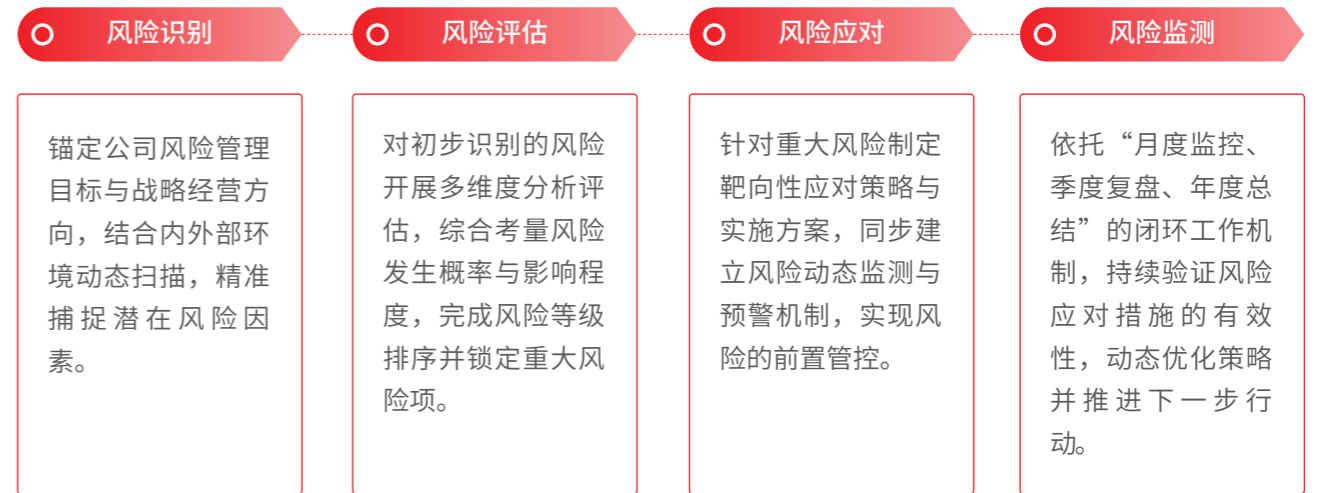 风险识别
锚定公司风险管理
目标与战略经营方
向，结合内外部环
境动态扫描，精准
捕捉潜在风险因
素。
风险评估
对初步识别的风险
开展多维度分析评
估，综合考量风险
发生概率与影响程
度，完成风险等级
排序并锁定重大风
险项。
风险应对
针对重大风险制定
靶向性应对策略与
实施方案，同步建
立风险动态监测与
预警机制，实现风
险的前置管控。
风险监测
依托“月度监控、
季度复盘、年度总
结”的闭环工作机
制，持续验证风险
应对措施的有效
性，动态优化策略
并推进下一步行
动。